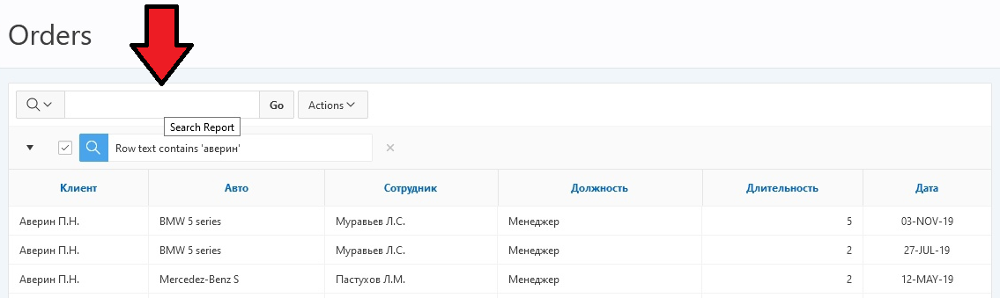 Orders
Go Actions
Search Report
Row text contains 'аверин'
Клиент Авто Сотрудник Должность Длительность Дата
Аверин П.Н. BMW 5 series Муравьев Л.С. Менеджер 5 03-NOV-19
Аверин П.Н. BMW 5 series Муравьев Л.С. Менеджер 2 27-JUL-19
Аверин П.Н. Mercedez-Benz S Пастухов Л.М. Менеджер 2 12-MAY-19